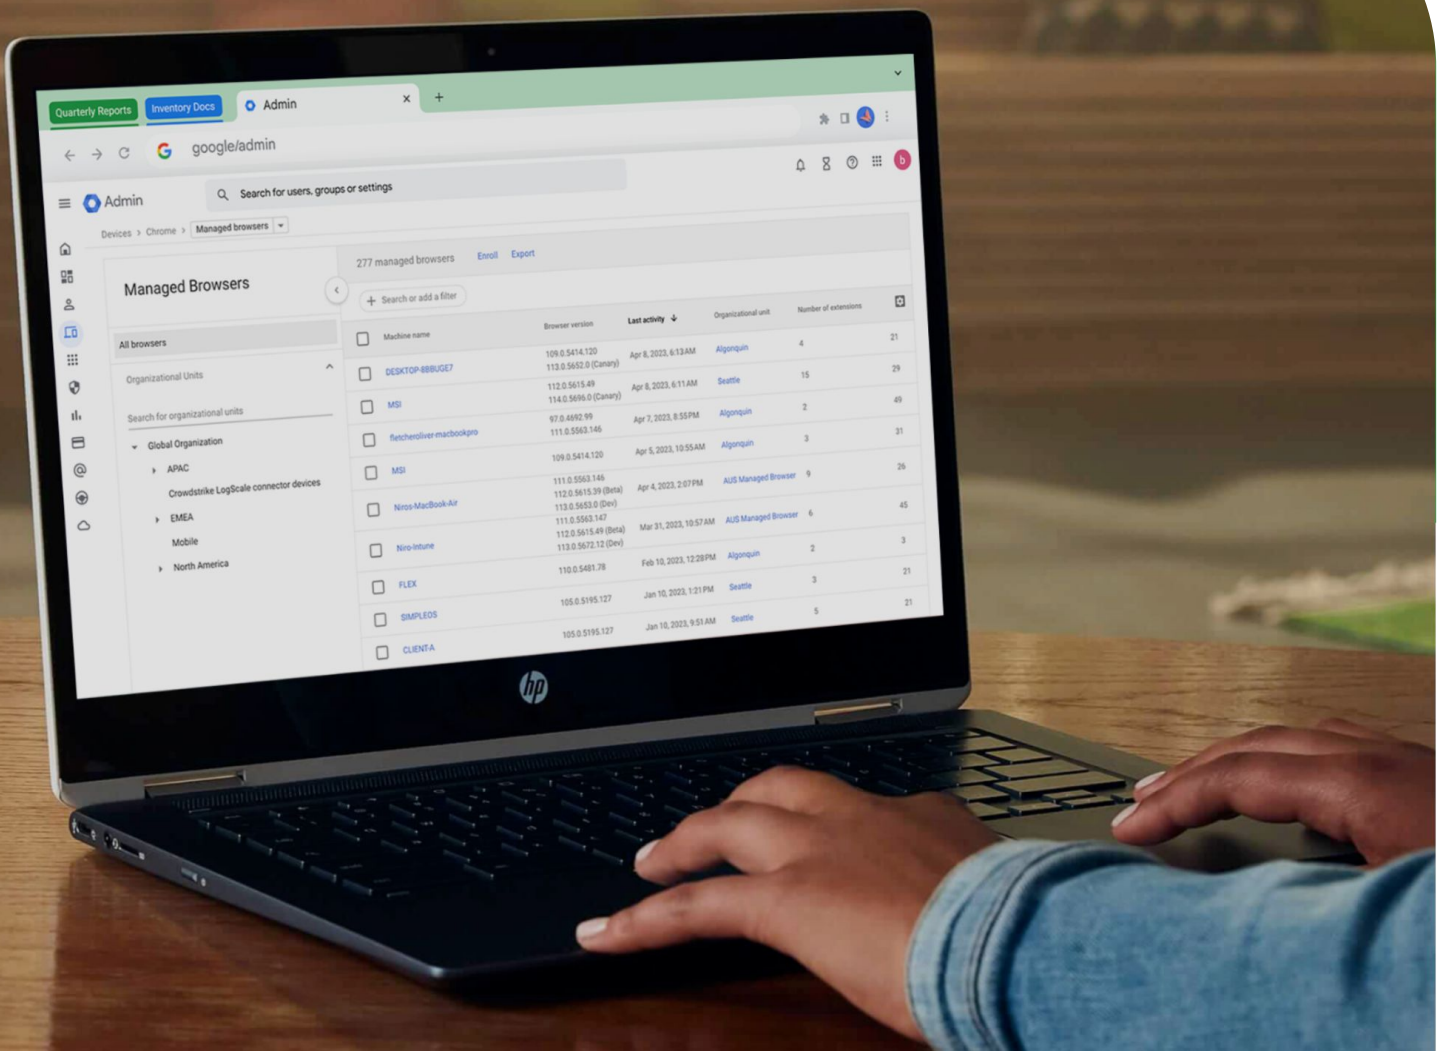 Quarterly Reports Inventory Docs Admin
google/admin
Admin Search for users, groups or settings b
Devices > Chrome > Managed browsers
Managed Browsers
All browsers
Organizational Units
Search for organizational units
Global Organization
APAC
Crowdstrike LogScale connector devices
EMEA
Mobile
North America
277 managed browsers Enroll Export
+ Search or add a filter
Machine name Browser version Last activity Organizational unit Number of extensions
DESKTOP-8BBUGE7 109.0.5414.120 Apr 8, 2023, 6:13 AM Algonquin 4 21
113.0.5652.0 (Canary)
MSI 112.0.5615.49 Apr 8, 2023, 6:11 AM Seattle 15 29
114.0.5696.0 (Canary)
fletcheroliver-macbookpro 97.0.4692.99 Apr 7, 2023, 8:55 PM Algonquin 2 49
111.0.5563.146
MSI 109.0.5414.120 Apr 5, 2023, 10:55 AM Algonquin 3 31
Niros-MacBook-Air 111.0.5563.146 Apr 4, 2023, 2:07 PM AUS Managed Browser 9 26
112.0.5615.39 (Beta)
113.0.5653.0 (Dev)
Niro-Intune 111.0.5563.147 Mar 31, 2023, 10:57 AM AUS Managed Browser 6 45
112.0.5615.49 (Beta)
113.0.5672.12 (Dev)
FLEX 110.0.5481.78 Feb 10, 2023, 12:28 PM Algonquin 2 3
SIMPLEOS 105.0.5195.127 Jan 10, 2023, 1:21 PM Seattle 3 21
CLIENT-A 105.0.5195.127 Jan 10, 2023, 9:51 AM Seattle 5 21
hp